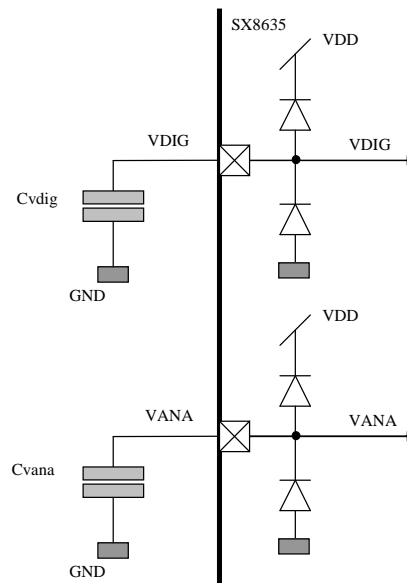 SX8635
VDD
VDIG
VDIG
Cvdig
GND
VDD
VANA
VANA
Cvana
GND